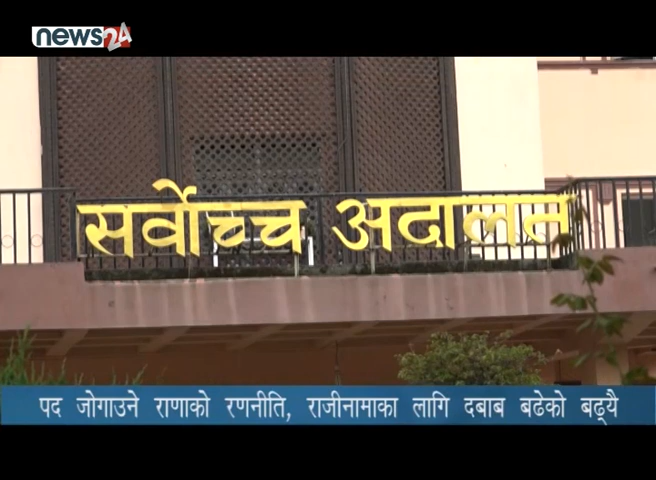 news24
सर्वोच्च अदालत
पद जोगाउने राणाको रणनीति, राजीनामाका लागि दबाब बढेको बढ्यै